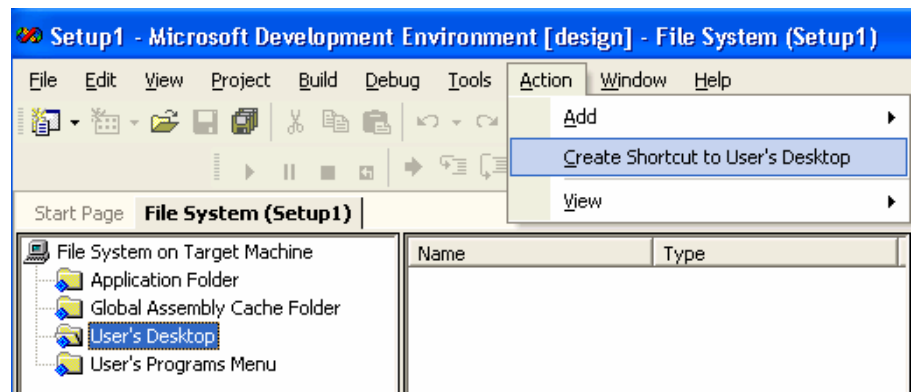 Setup1 - Microsoft Development Environment [design] - File System (Setup1)
File Edit View Project Build Debug Tools Action Window Help
Add
Create Shortcut to User's Desktop
View
Start Page File System (Setup1)
File System on Target Machine
Application Folder
Global Assembly Cache Folder
User's Desktop
User's Programs Menu
Name Type